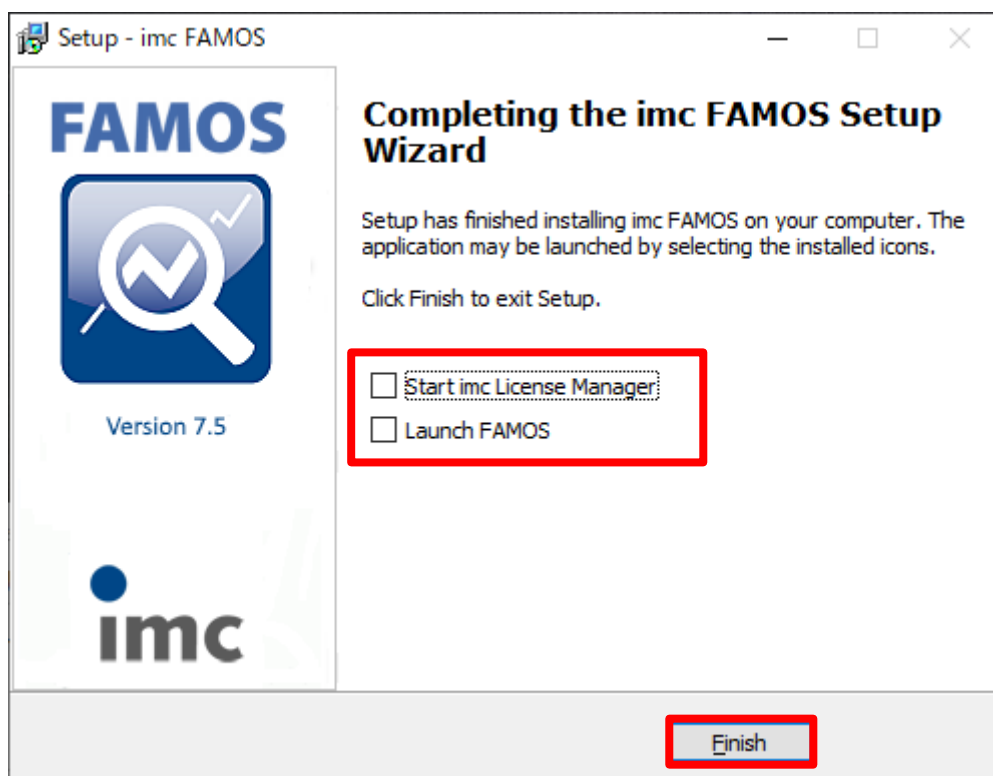 Setup - imc FAMOS
FAMOS
Version 7.5
imc
Completing the imc FAMOS Setup
Wizard
Setup has finished installing imc FAMOS on your computer. The
application may be launched by selecting the installed icons.
Click Finish to exit Setup.
Start imc License Manager
Launch FAMOS
Finish